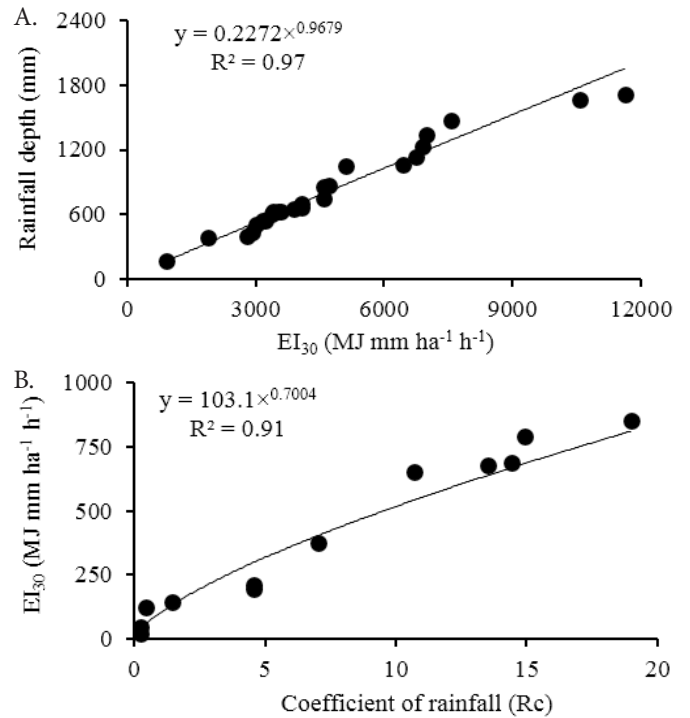 A.
2400
1800
1200
600
0
Rainfall depth (mm)
y = 0.2272×^0.9679
R² = 0.97
0 3000 6000 9000 12000
EI₃₀ (MJ mm ha⁻¹ h⁻¹)
B.
1000
750
500
250
0
EI₃₀ (MJ mm ha⁻¹ h⁻¹)
y = 103.1×^0.7004
R² = 0.91
0 5 10 15 20
Coefficient of rainfall (Rc)